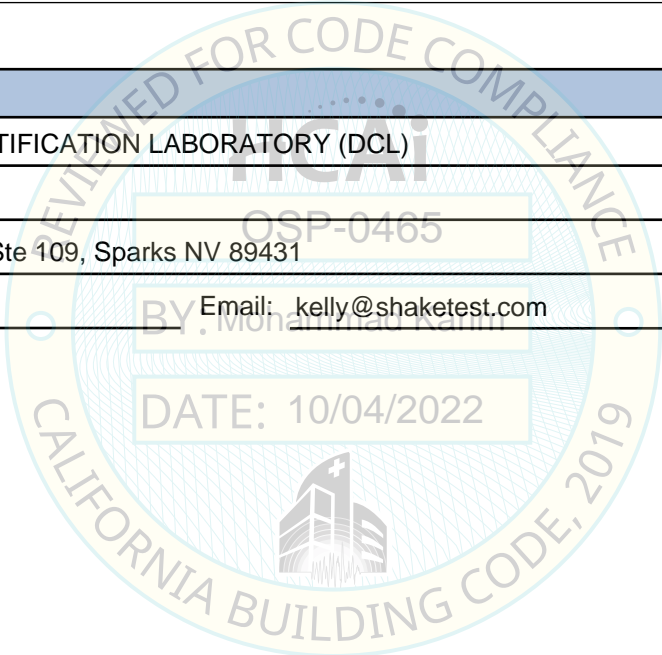 REVIEWED FOR CODE COMPLIANCE
HCAi
TIFICATION LABORATORY (DCL)
OSP-0465
Ste 109, Sparks NV 89431
Email: kelly@shaketest.com
BY: Mohammad Karim
DATE: 10/04/2022
CALIFORNIA BUILDING CODE, 2019